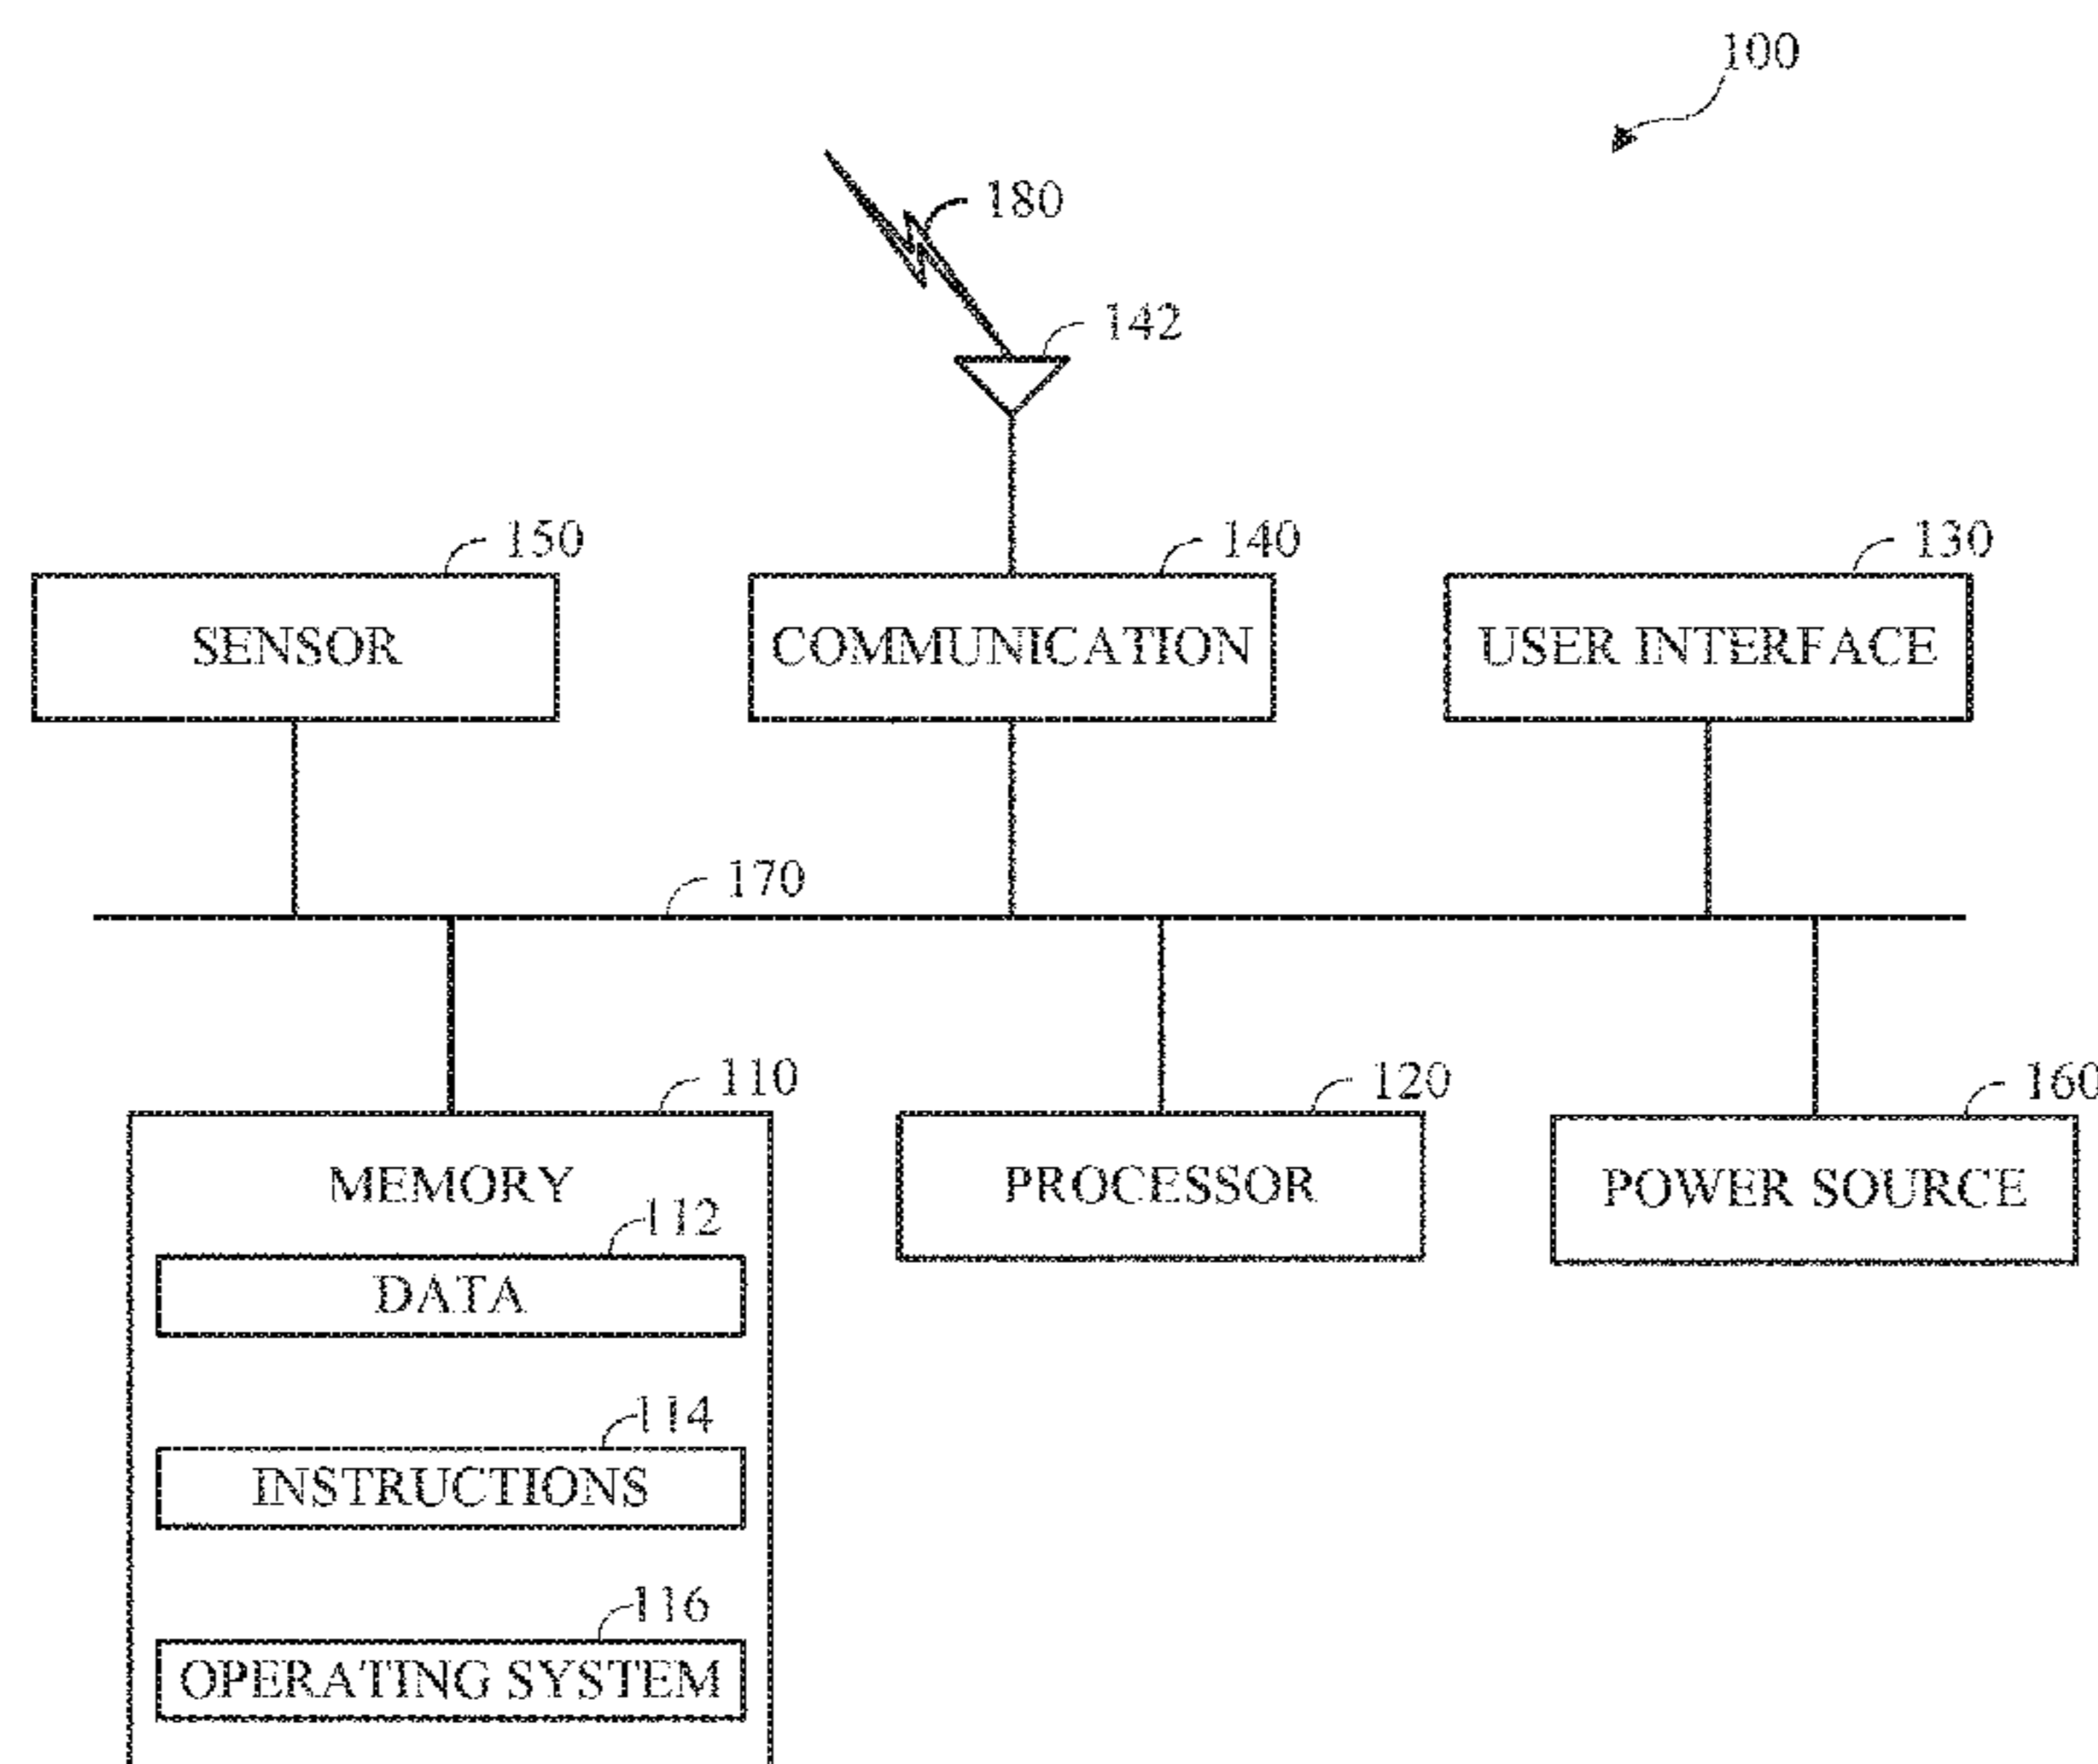 100
180
142
150
140
130
SENSOR
COMMUNICATION
USER INTERFACE
170
110
120
160
MEMORY
PROCESSOR
POWER SOURCE
112
DATA
114
INSTRUCTIONS
116
OPERATING SYSTEM